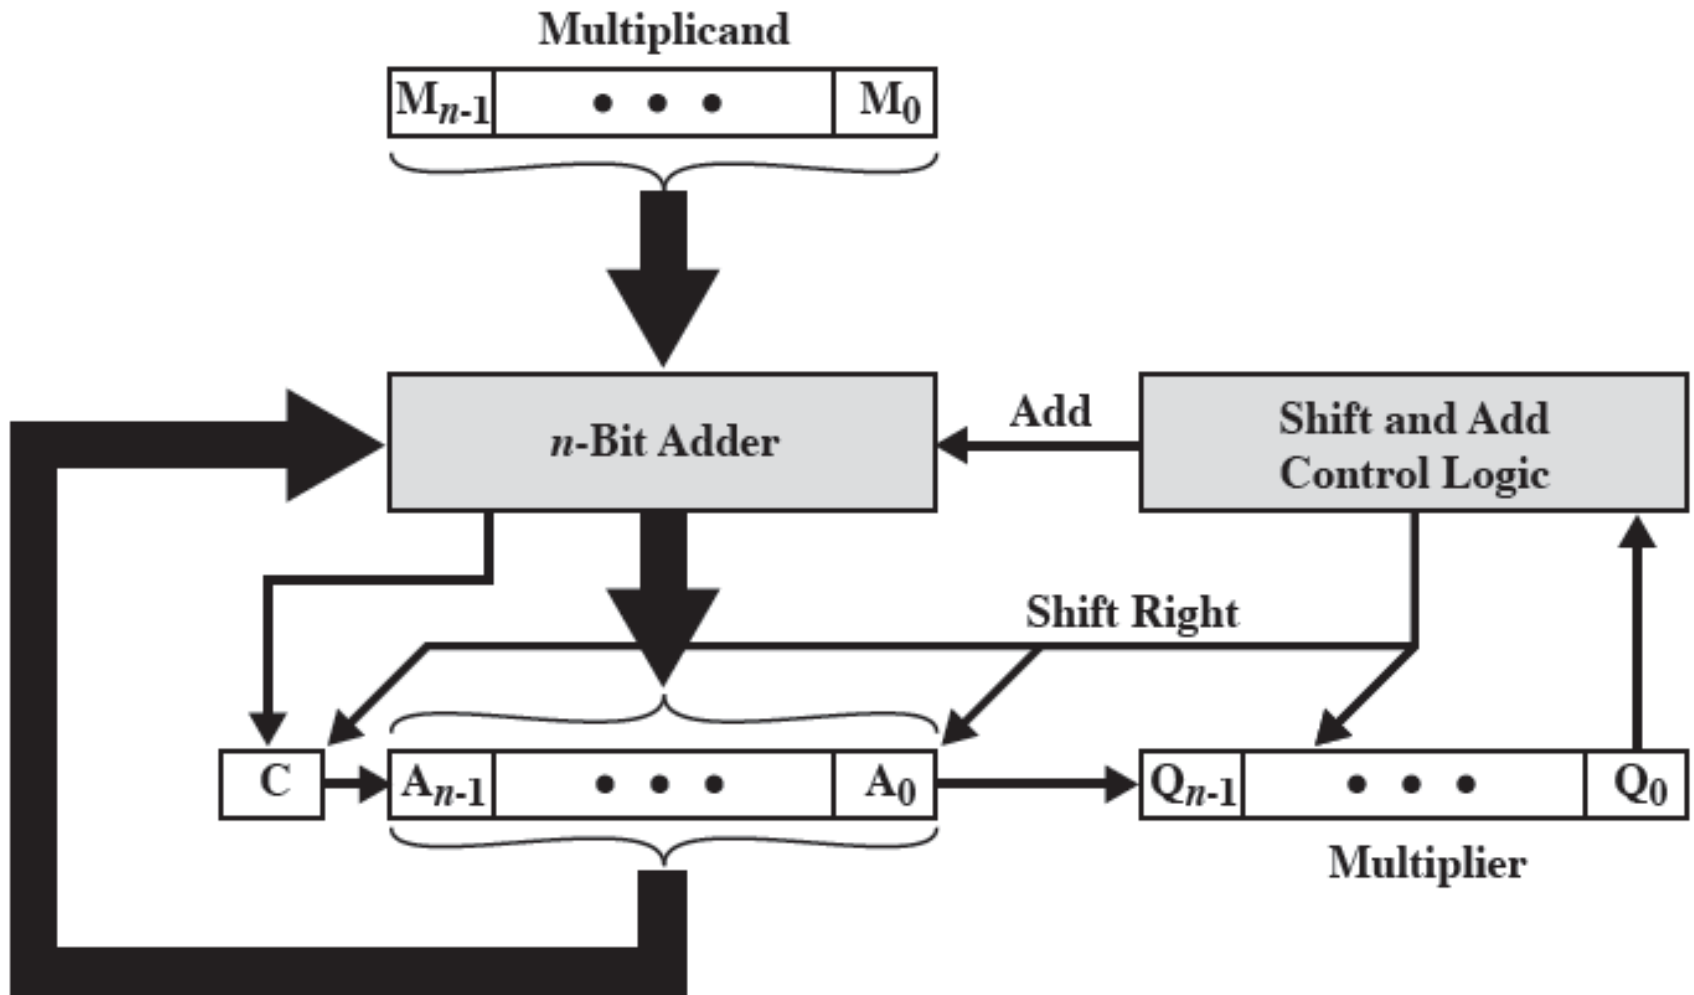 Multiplicand
Mn-1 • • • M0
n-Bit Adder
Add
Shift and Add
Control Logic
Shift Right
C
An-1 • • • A0
Qn-1 • • • Q0
Multiplier